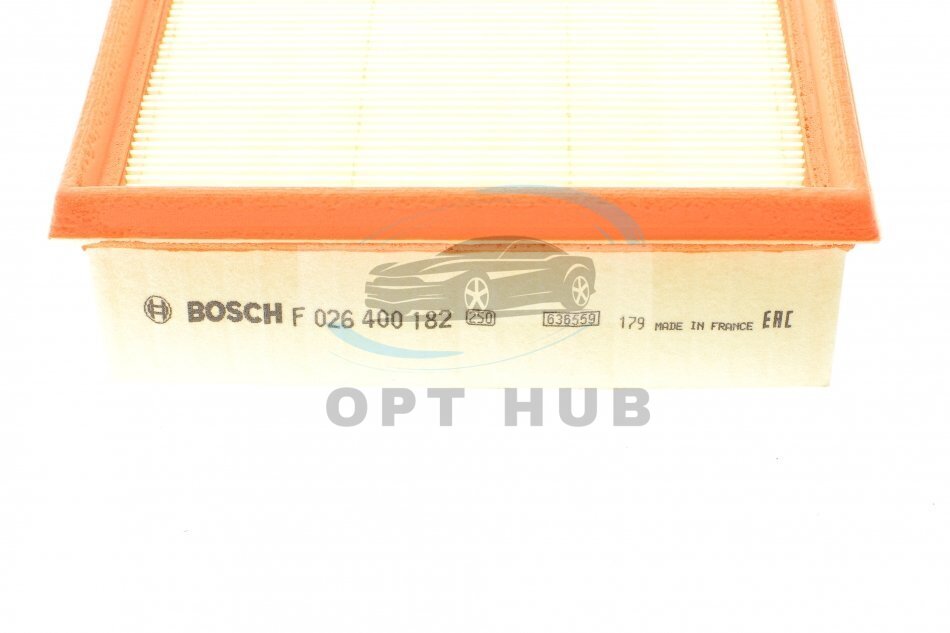 BOSCH F 026 400 182 250 636559 179 MADE IN FRANCE EAC
OPT HUB